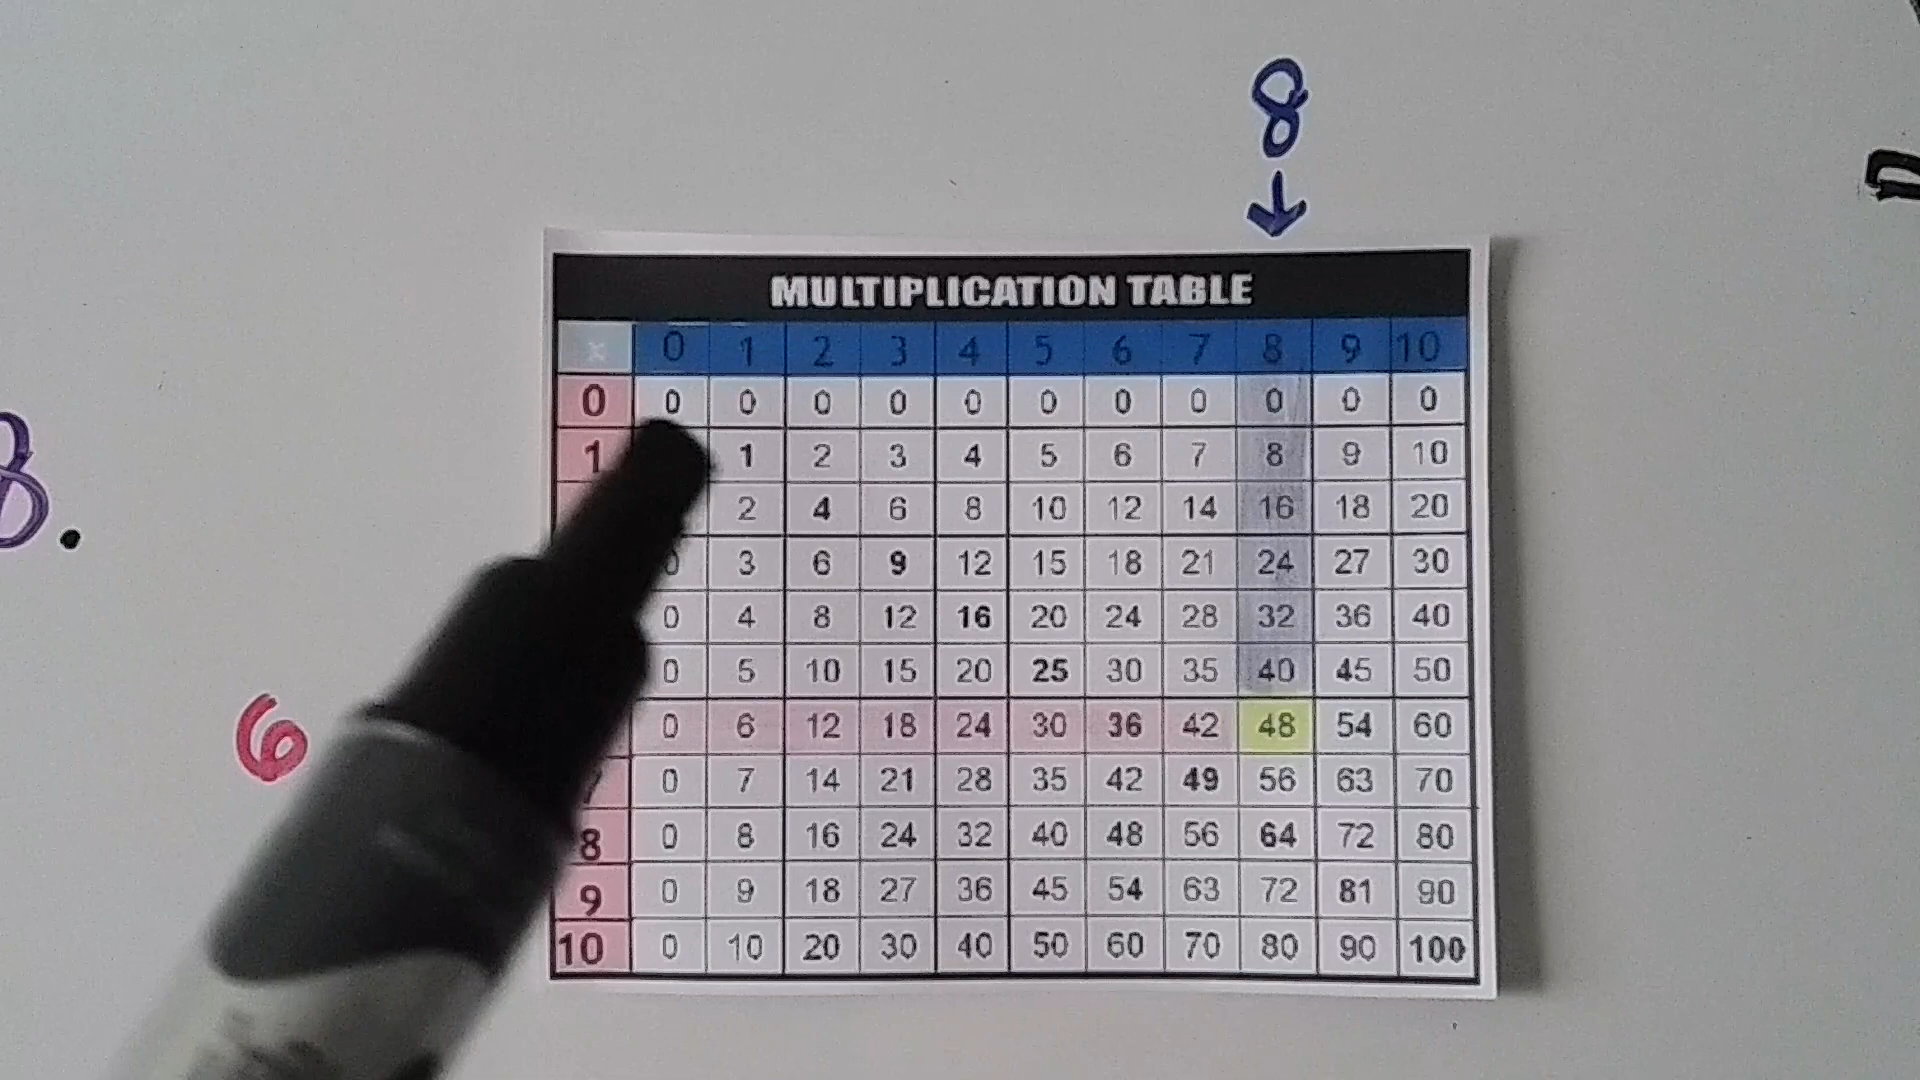 8
MULTIPLICATION TABLE
x 0 1 2 3 4 5 6 7 8 9 10
0 0 0 0 0 0 0 0 0 0 0 0
1 1 2 3 4 5 6 7 8 9 10
2 4 6 8 10 12 14 16 18 20
0 3 6 9 12 15 18 21 24 27 30
0 4 8 12 16 20 24 28 32 36 40
0 5 10 15 20 25 30 35 40 45 50
6 0 6 12 18 24 30 36 42 48 54 60
7 0 7 14 21 28 35 42 49 56 63 70
8 0 8 16 24 32 40 48 56 64 72 80
9 0 9 18 27 36 45 54 63 72 81 90
10 0 10 20 30 40 50 60 70 80 90 100